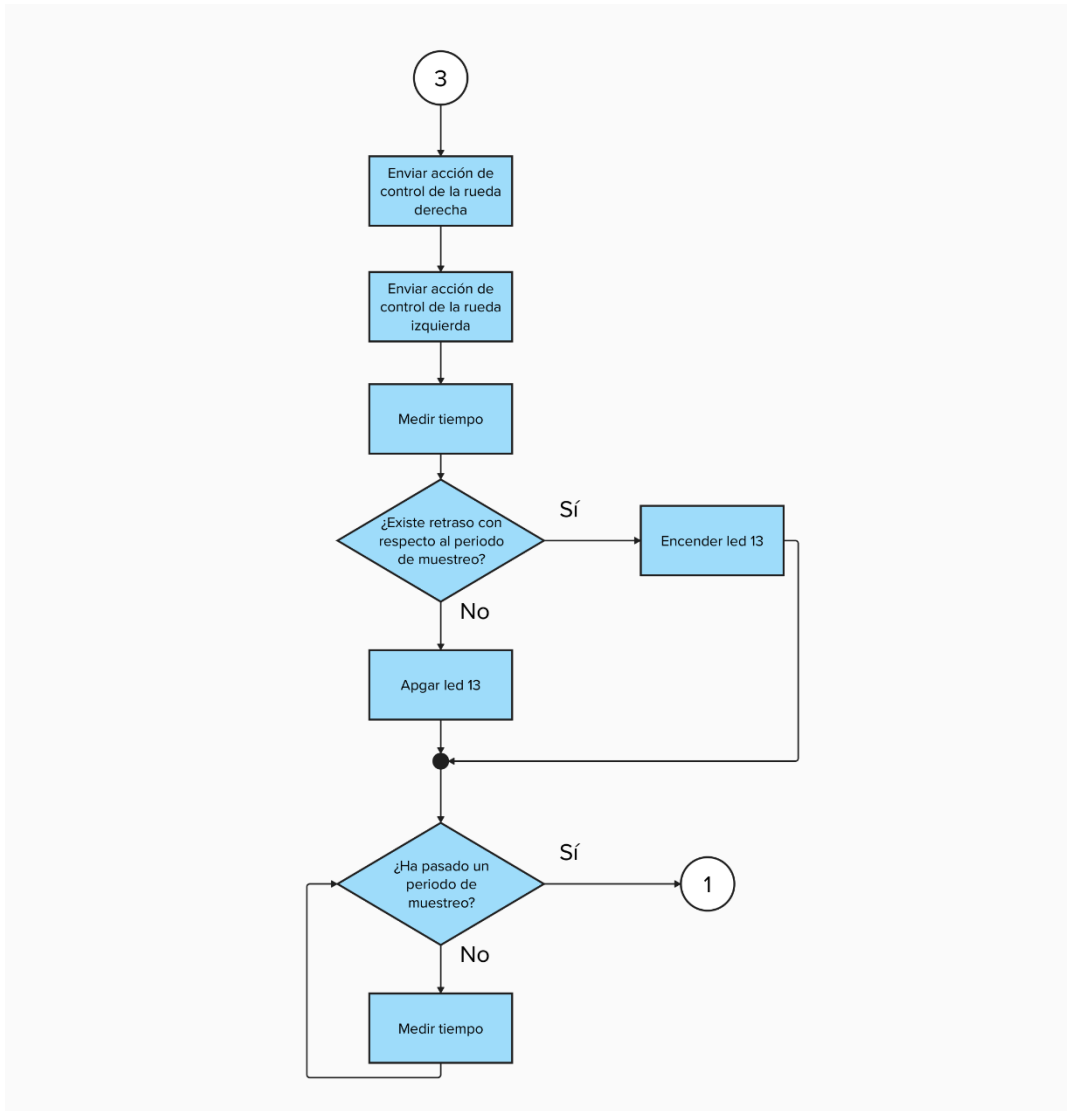 3
Enviar acción de
control de la rueda
derecha
Enviar acción de
control de la rueda
izquierda
Medir tiempo
¿Existe retraso con
respecto al periodo
de muestreo?
Sí
Encender led 13
No
Apgar led 13
¿Ha pasado un
periodo de
muestreo?
Sí
1
No
Medir tiempo